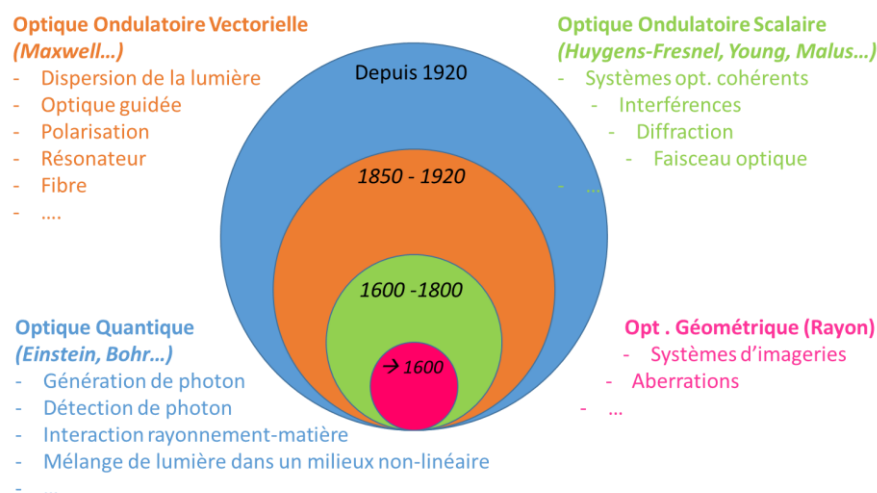 Optique Ondulatoire Vectorielle
(Maxwell…)
- Dispersion de la lumière
- Optique guidée
- Polarisation
- Résonateur
- Fibre
- ….
Optique Ondulatoire Scalaire
(Huygens-Fresnel, Young, Malus…)
- Systèmes opt. cohérents
- Interférences
- Diffraction
- Faisceau optique
- …
Depuis 1920
1850 - 1920
1600 -1800
→ 1600
Optique Quantique
(Einstein, Bohr…)
- Génération de photon
- Détection de photon
- Interaction rayonnement-matière
- Mélange de lumière dans un milieux non-linéaire
- …
Opt . Géométrique (Rayon)
- Systèmes d’imageries
- Aberrations
- …